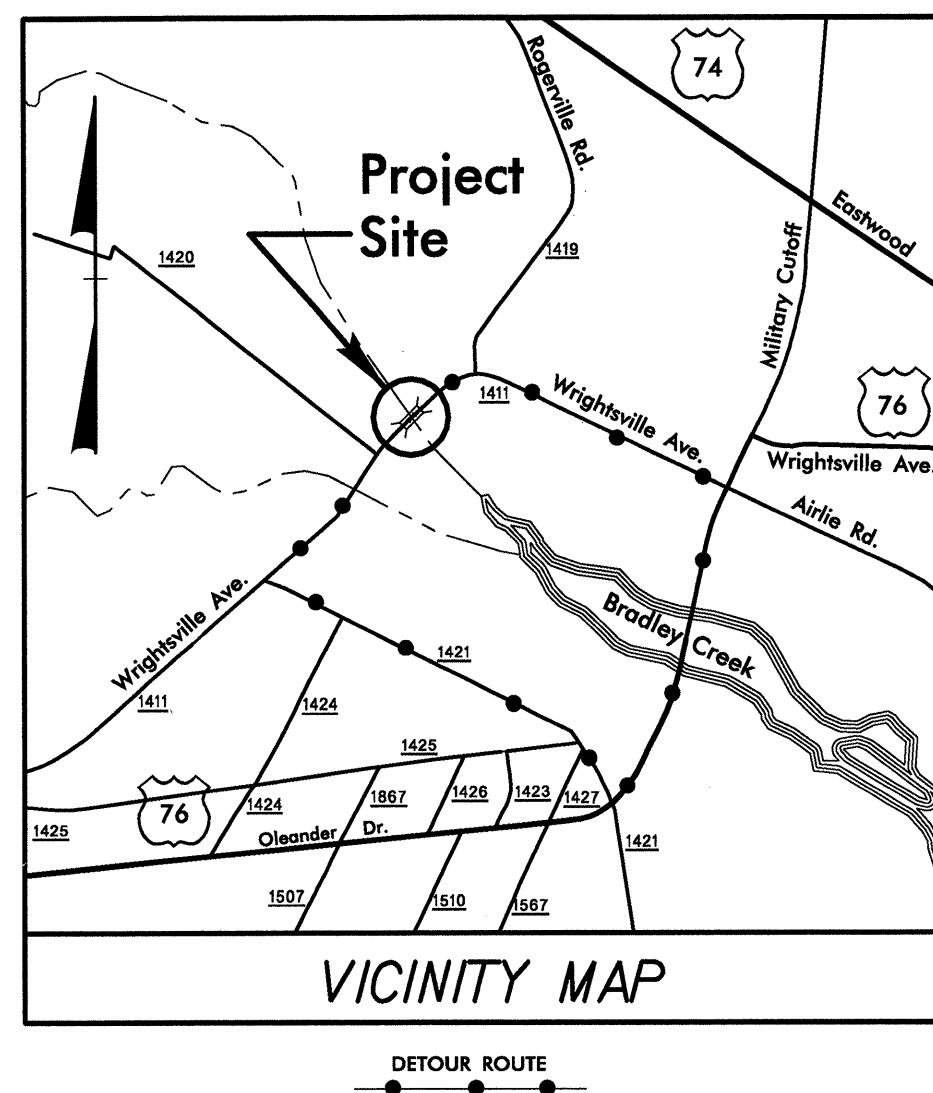 74
Rogerville Rd.
Project
Site
Eastwood
Military Cutoff
1420
1419
1411
Wrightsville Ave.
76
Wrightsville Ave.
Airlie Rd.
Wrightsville Ave.
Bradley Creek
1421
1411
1424
1425
76
1424
1867
1426
1423
1427
1425
Oleander Dr.
1421
1507
1510
1567
VICINITY MAP
DETOUR ROUTE